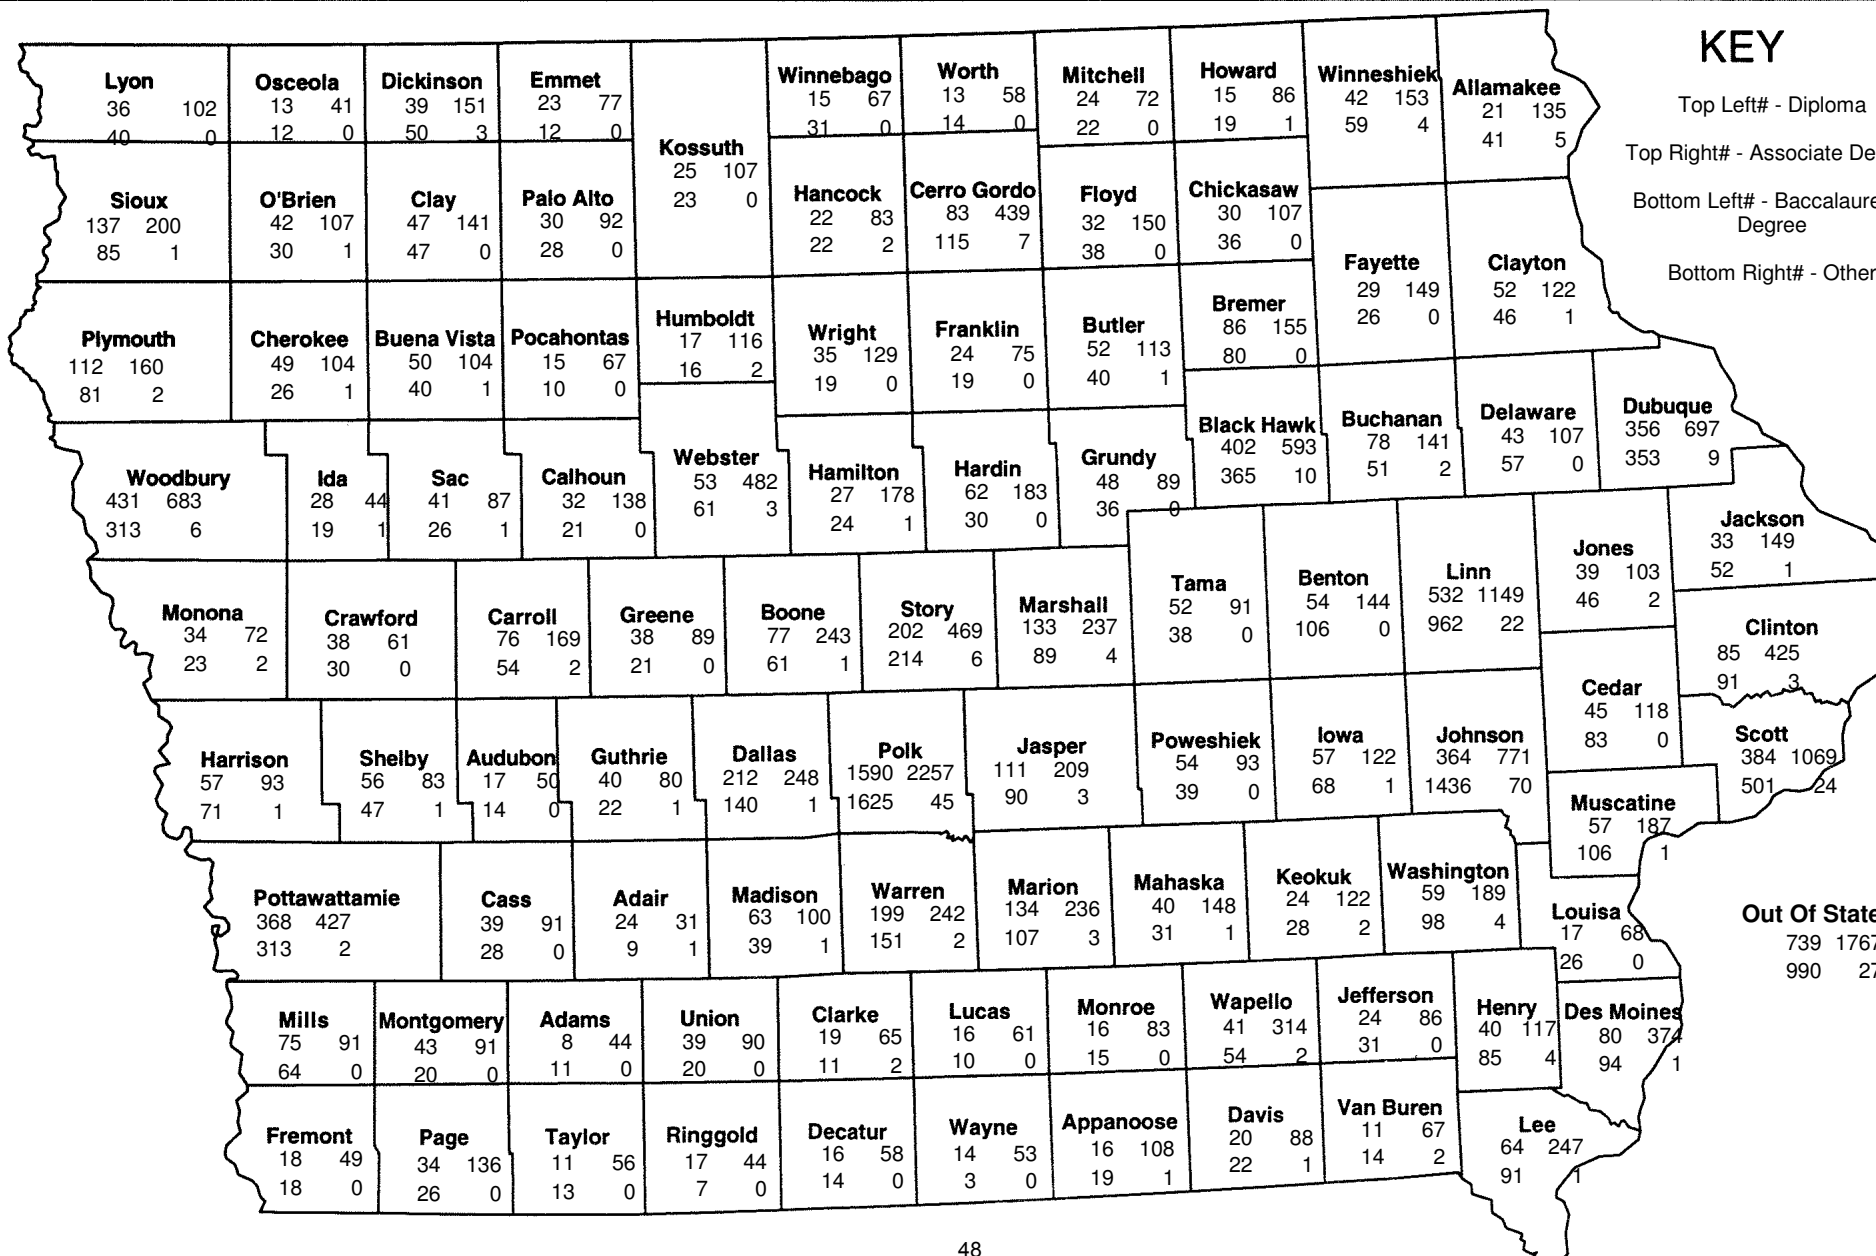 KEY
Top Left# - Diploma
Top Right# - Associate De
Bottom Left# - Baccalaure
Degree
Bottom Right# - Other
Lyon
36 102
40 0
Osceola
13 41
12 0
Dickinson
39 151
50 3
Emmet
23 77
12 0
Kossuth
25 107
23 0
Winnebago
15 67
31 0
Worth
13 58
14 0
Mitchell
24 72
22 0
Howard
15 86
19 1
Winneshiek
42 153
59 4
Allamakee
21 135
41 5
Sioux
137 200
85 1
O'Brien
42 107
30 1
Clay
47 141
47 0
Palo Alto
30 92
28 0
Hancock
22 83
22 2
Cerro Gordo
83 439
115 7
Floyd
32 150
38 0
Chickasaw
30 107
36 0
Fayette
29 149
26 0
Clayton
52 122
46 1
Plymouth
112 160
81 2
Cherokee
49 104
26 1
Buena Vista
50 104
40 1
Pocahontas
15 67
10 0
Humboldt
17 116
16 2
Wright
35 129
19 0
Franklin
24 75
19 0
Butler
52 113
40 1
Bremer
86 155
80 0
Woodbury
431 683
313 6
Ida
28 44
19 1
Sac
41 87
26 1
Calhoun
32 138
21 0
Webster
53 482
61 3
Hamilton
27 178
24 1
Hardin
62 183
30 0
Grundy
48 89
36 0
Black Hawk
402 593
365 10
Buchanan
78 141
51 2
Delaware
43 107
57 0
Dubuque
356 697
353 9
Monona
34 72
23 2
Crawford
38 61
30 0
Carroll
76 169
54 2
Greene
38 89
21 0
Boone
77 243
61 1
Story
202 469
214 6
Marshall
133 237
89 4
Tama
52 91
38 0
Benton
54 144
106 0
Linn
532 1149
962 22
Jones
39 103
46 2
Jackson
33 149
52 1
Clinton
85 425
91 3
Harrison
57 93
71 1
Shelby
56 83
47 1
Audubon
17 50
14 0
Guthrie
40 80
22 1
Dallas
212 248
140 1
Polk
1590 2257
1625 45
Jasper
111 209
90 3
Poweshiek
54 93
39 0
Iowa
57 122
68 1
Johnson
364 771
1436 70
Cedar
45 118
83 0
Scott
384 1069
501 24
Muscatine
57 187
106 1
Pottawattamie
368 427
313 2
Cass
39 91
28 0
Adair
24 31
9 1
Madison
63 100
39 1
Warren
199 242
151 2
Marion
134 236
107 3
Mahaska
40 148
31 1
Keokuk
24 122
28 2
Washington
59 189
98 4
Louisa
17 68
26 0
Out Of State
739 1767
990 27
Mills
75 91
64 0
Montgomery
43 91
20 0
Adams
8 44
11 0
Union
39 90
20 0
Clarke
19 65
11 2
Lucas
16 61
10 0
Monroe
16 83
15 0
Wapello
41 314
54 2
Jefferson
24 86
31 0
Henry
40 117
85 4
Des Moines
80 374
94 1
Fremont
18 49
18 0
Page
34 136
26 0
Taylor
11 56
13 0
Ringgold
17 44
7 0
Decatur
16 58
14 0
Wayne
14 53
3 0
Appanoose
16 108
19 1
Davis
20 88
22 1
Van Buren
11 67
14 2
Lee
64 247
91 1
48